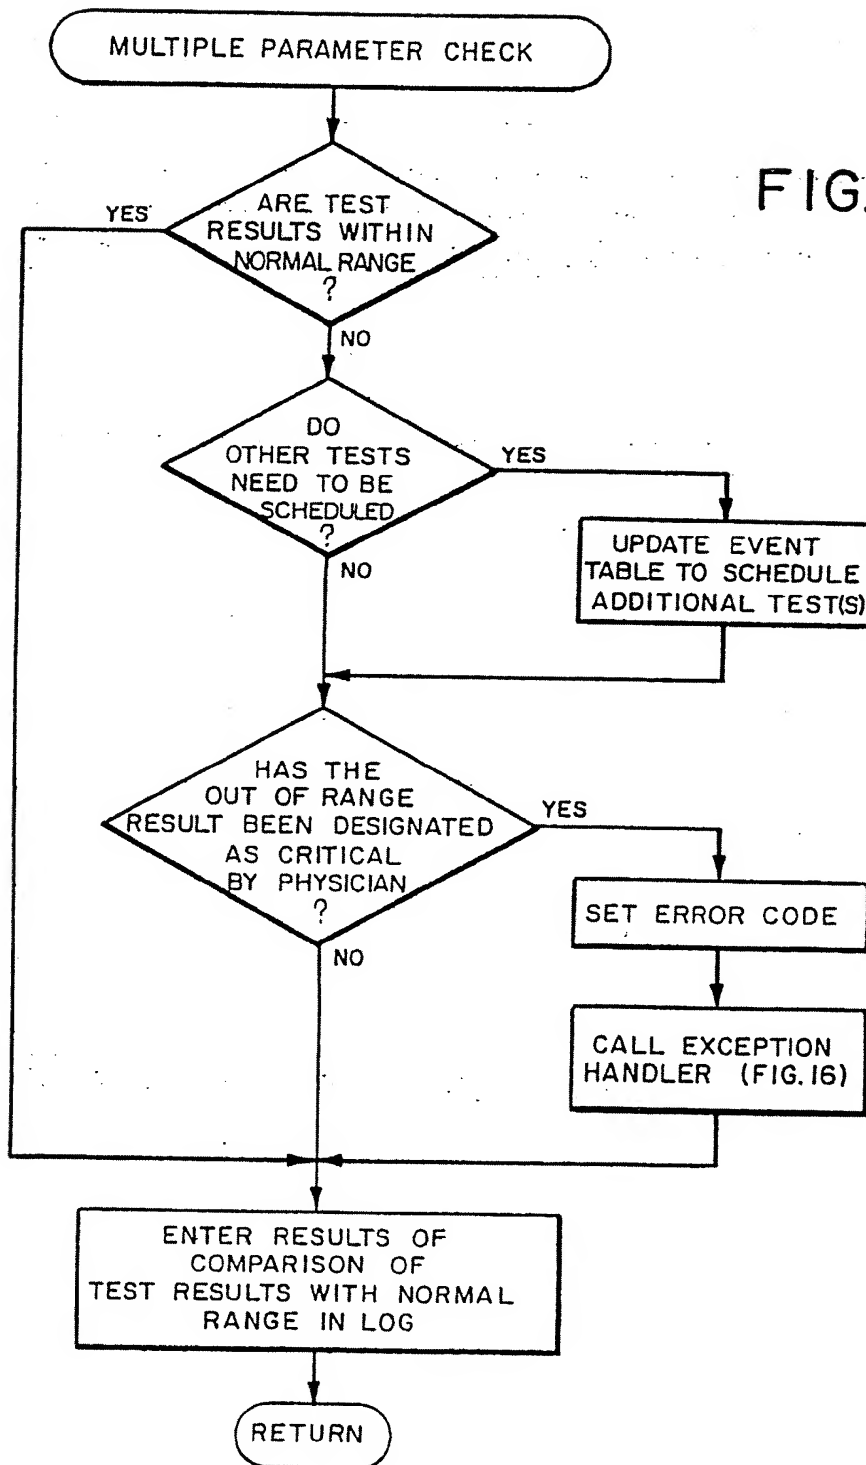 MULTIPLE PARAMETER CHECK
FIG.
ARE TEST
RESULTS WITHIN
NORMAL RANGE
?
YES
NO
DO
OTHER TESTS
NEED TO BE
SCHEDULED
?
YES
NO
UPDATE EVENT
TABLE TO SCHEDULE
ADDITIONAL TEST(S)
HAS THE
OUT OF RANGE
RESULT BEEN DESIGNATED
AS CRITICAL
BY PHYSICIAN
?
YES
NO
SET ERROR CODE
CALL EXCEPTION
HANDLER (FIG.16)
ENTER RESULTS OF
COMPARISON OF
TEST RESULTS WITH NORMAL
RANGE IN LOG
RETURN